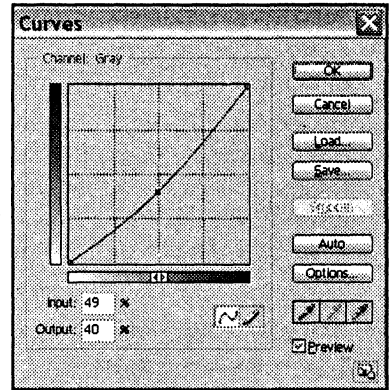 Curves
Channel: Gray
OK
Cancel
Load...
Save...
Auto
Options...
Input: 49 %
Output: 40 %
Preview